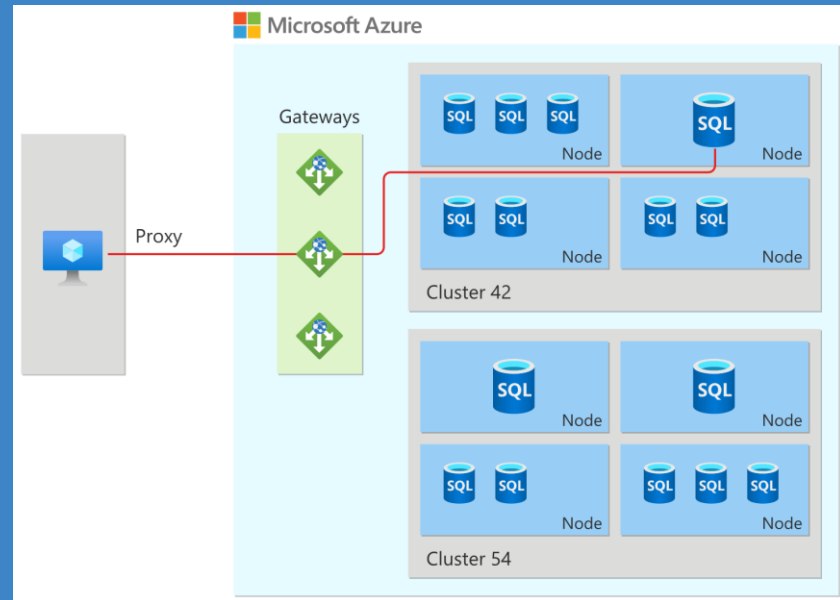 Microsoft Azure
Gateways
Proxy
SQL SQL SQL
Node
SQL
Node
SQL SQL
Node
SQL SQL
Node
Cluster 42
SQL
Node
SQL
Node
SQL SQL
Node
SQL SQL SQL
Node
Cluster 54